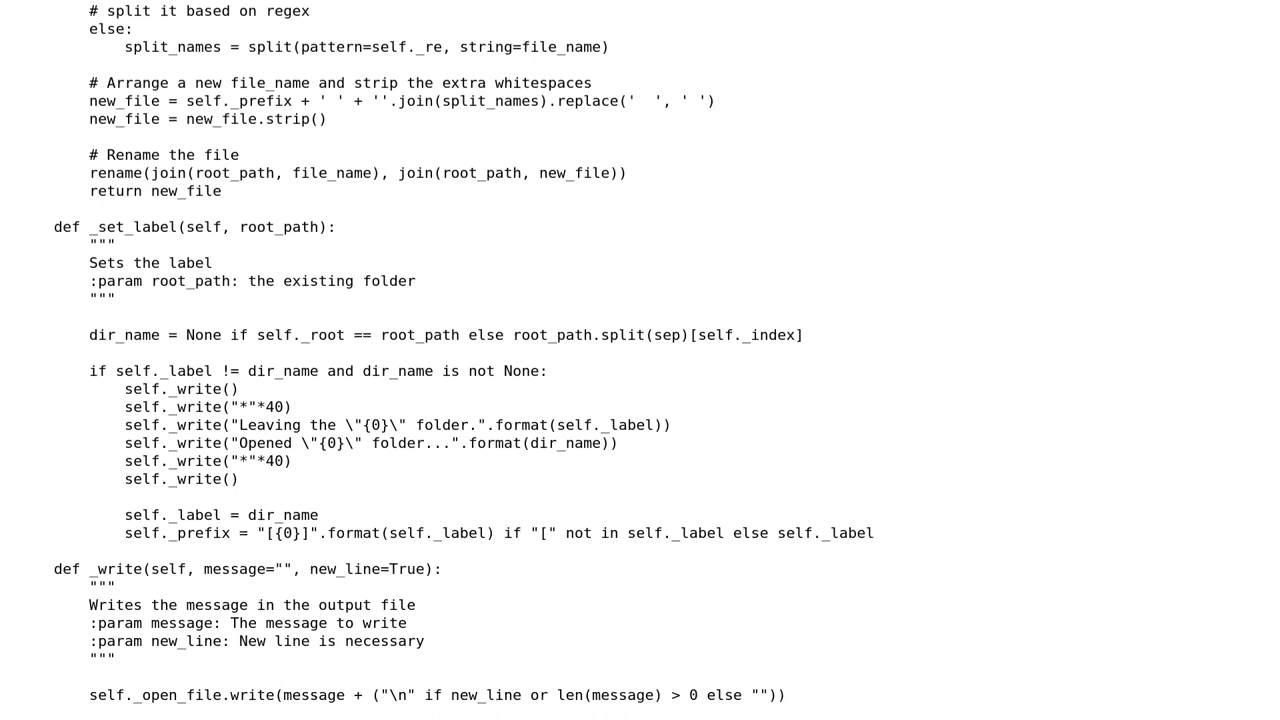 # split it based on regex
else:
split_names = split(pattern=self._re, string=file_name)
# Arrange a new file_name and strip the extra whitespaces
new_file = self._prefix + ' ' + ''.join(split_names).replace('  ', ' ')
new_file = new_file.strip()
# Rename the file
rename(join(root_path, file_name), join(root_path, new_file))
return new_file
def _set_label(self, root_path):
"""
Sets the label
:param root_path: the existing folder
"""
dir_name = None if self._root == root_path else root_path.split(sep)[self._index]
if self._label != dir_name and dir_name is not None:
self._write()
self._write("*"*40)
self._write("Leaving the \"{0}\" folder.".format(self._label))
self._write("Opened \"{0}\" folder...".format(dir_name))
self._write("*"*40)
self._write()
self._label = dir_name
self._prefix = "[{0}]".format(self._label) if "[" not in self._label else self._label
def _write(self, message="", new_line=True):
"""
Writes the message in the output file
:param message: The message to write
:param new_line: New line is necessary
"""
self._open_file.write(message + ("\n" if new_line or len(message) > 0 else ""))